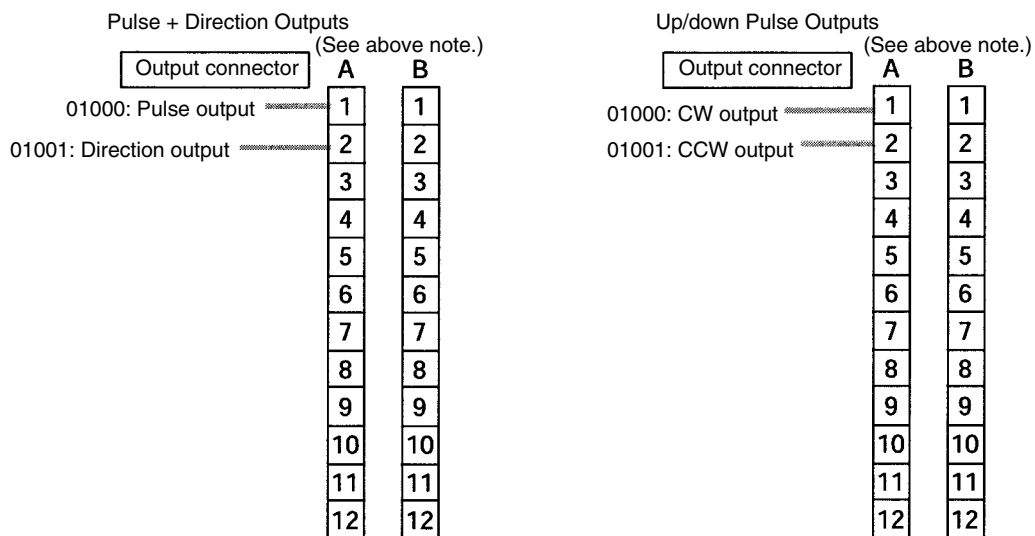 Pulse + Direction Outputs
(See above note.)
Output connector A B
01000: Pulse output 1 1
01001: Direction output 2 2
3 3
4 4
5 5
6 6
7 7
8 8
9 9
10 10
11 11
12 12
Up/down Pulse Outputs
(See above note.)
Output connector A B
01000: CW output 1 1
01001: CCW output 2 2
3 3
4 4
5 5
6 6
7 7
8 8
9 9
10 10
11 11
12 12